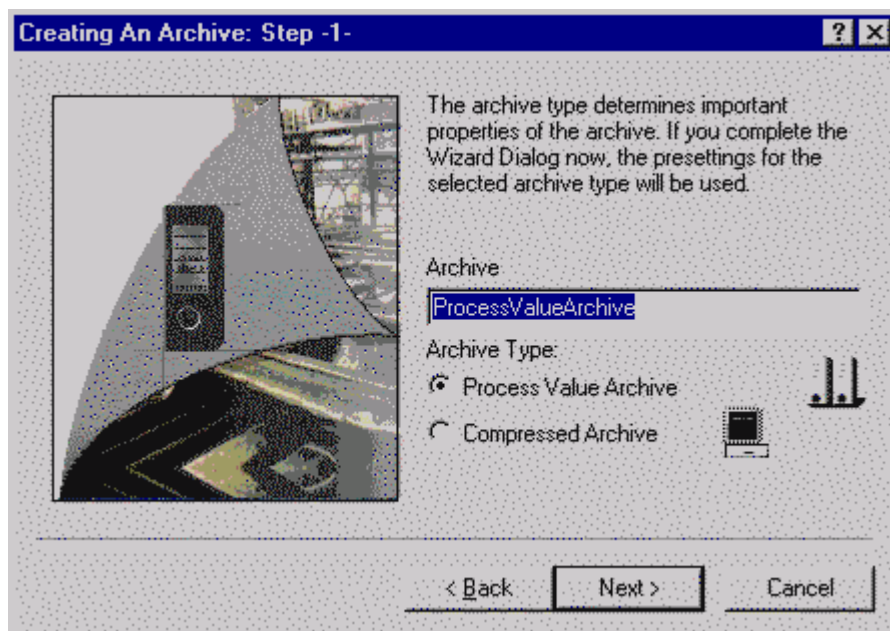 Creating An Archive: Step -1-
The archive type determines important
properties of the archive. If you complete the
Wizard Dialog now, the presettings for the
selected archive type will be used.
Archive
ProcessValueArchive
Archive Type:
Process Value Archive
Compressed Archive
< Back
Next >
Cancel